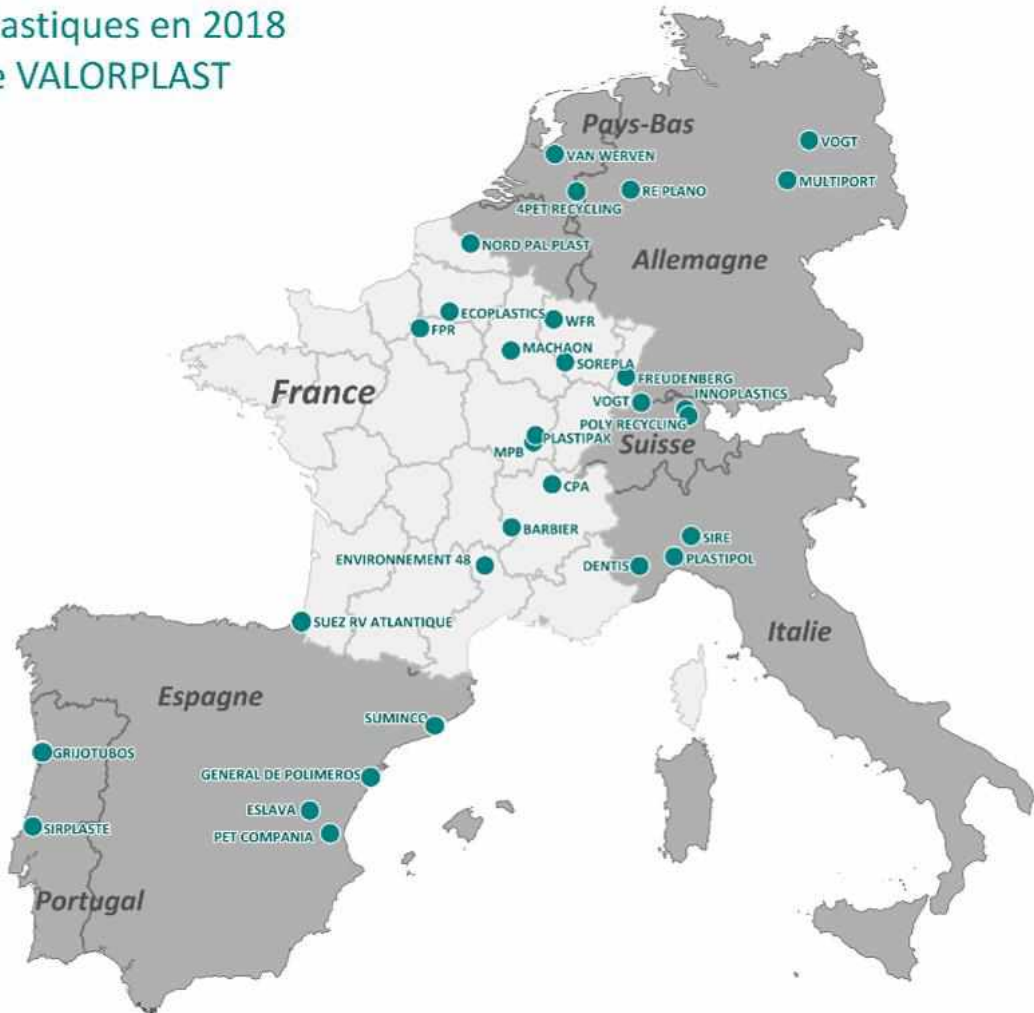 astiques en 2018
e VALORPLAST
Pays-Bas
VOGT
VAN WERVEN
MULTIPORT
RE PLANO
4PET RECYCLING
NORD PAL PLAST
Allemagne
ECOPLASTICS
WFR
FPR
MACHAON
SOREPLA
FREUDENBERG
France
INNOPLASTICS
VOGT
POLY RECYCLING
PLASTIPAK
Suisse
MPB
CPA
BARBIER
SIRE
ENVIRONNEMENT 48
DENTIS
PLASTIPOL
SUEZ RV ATLANTIQUE
Italie
Espagne
SUMINCO
GRIJOTUBOS
GENERAL DE POLIMEROS
ESLAVA
SIRPLASTE
PET COMPANIA
Portugal